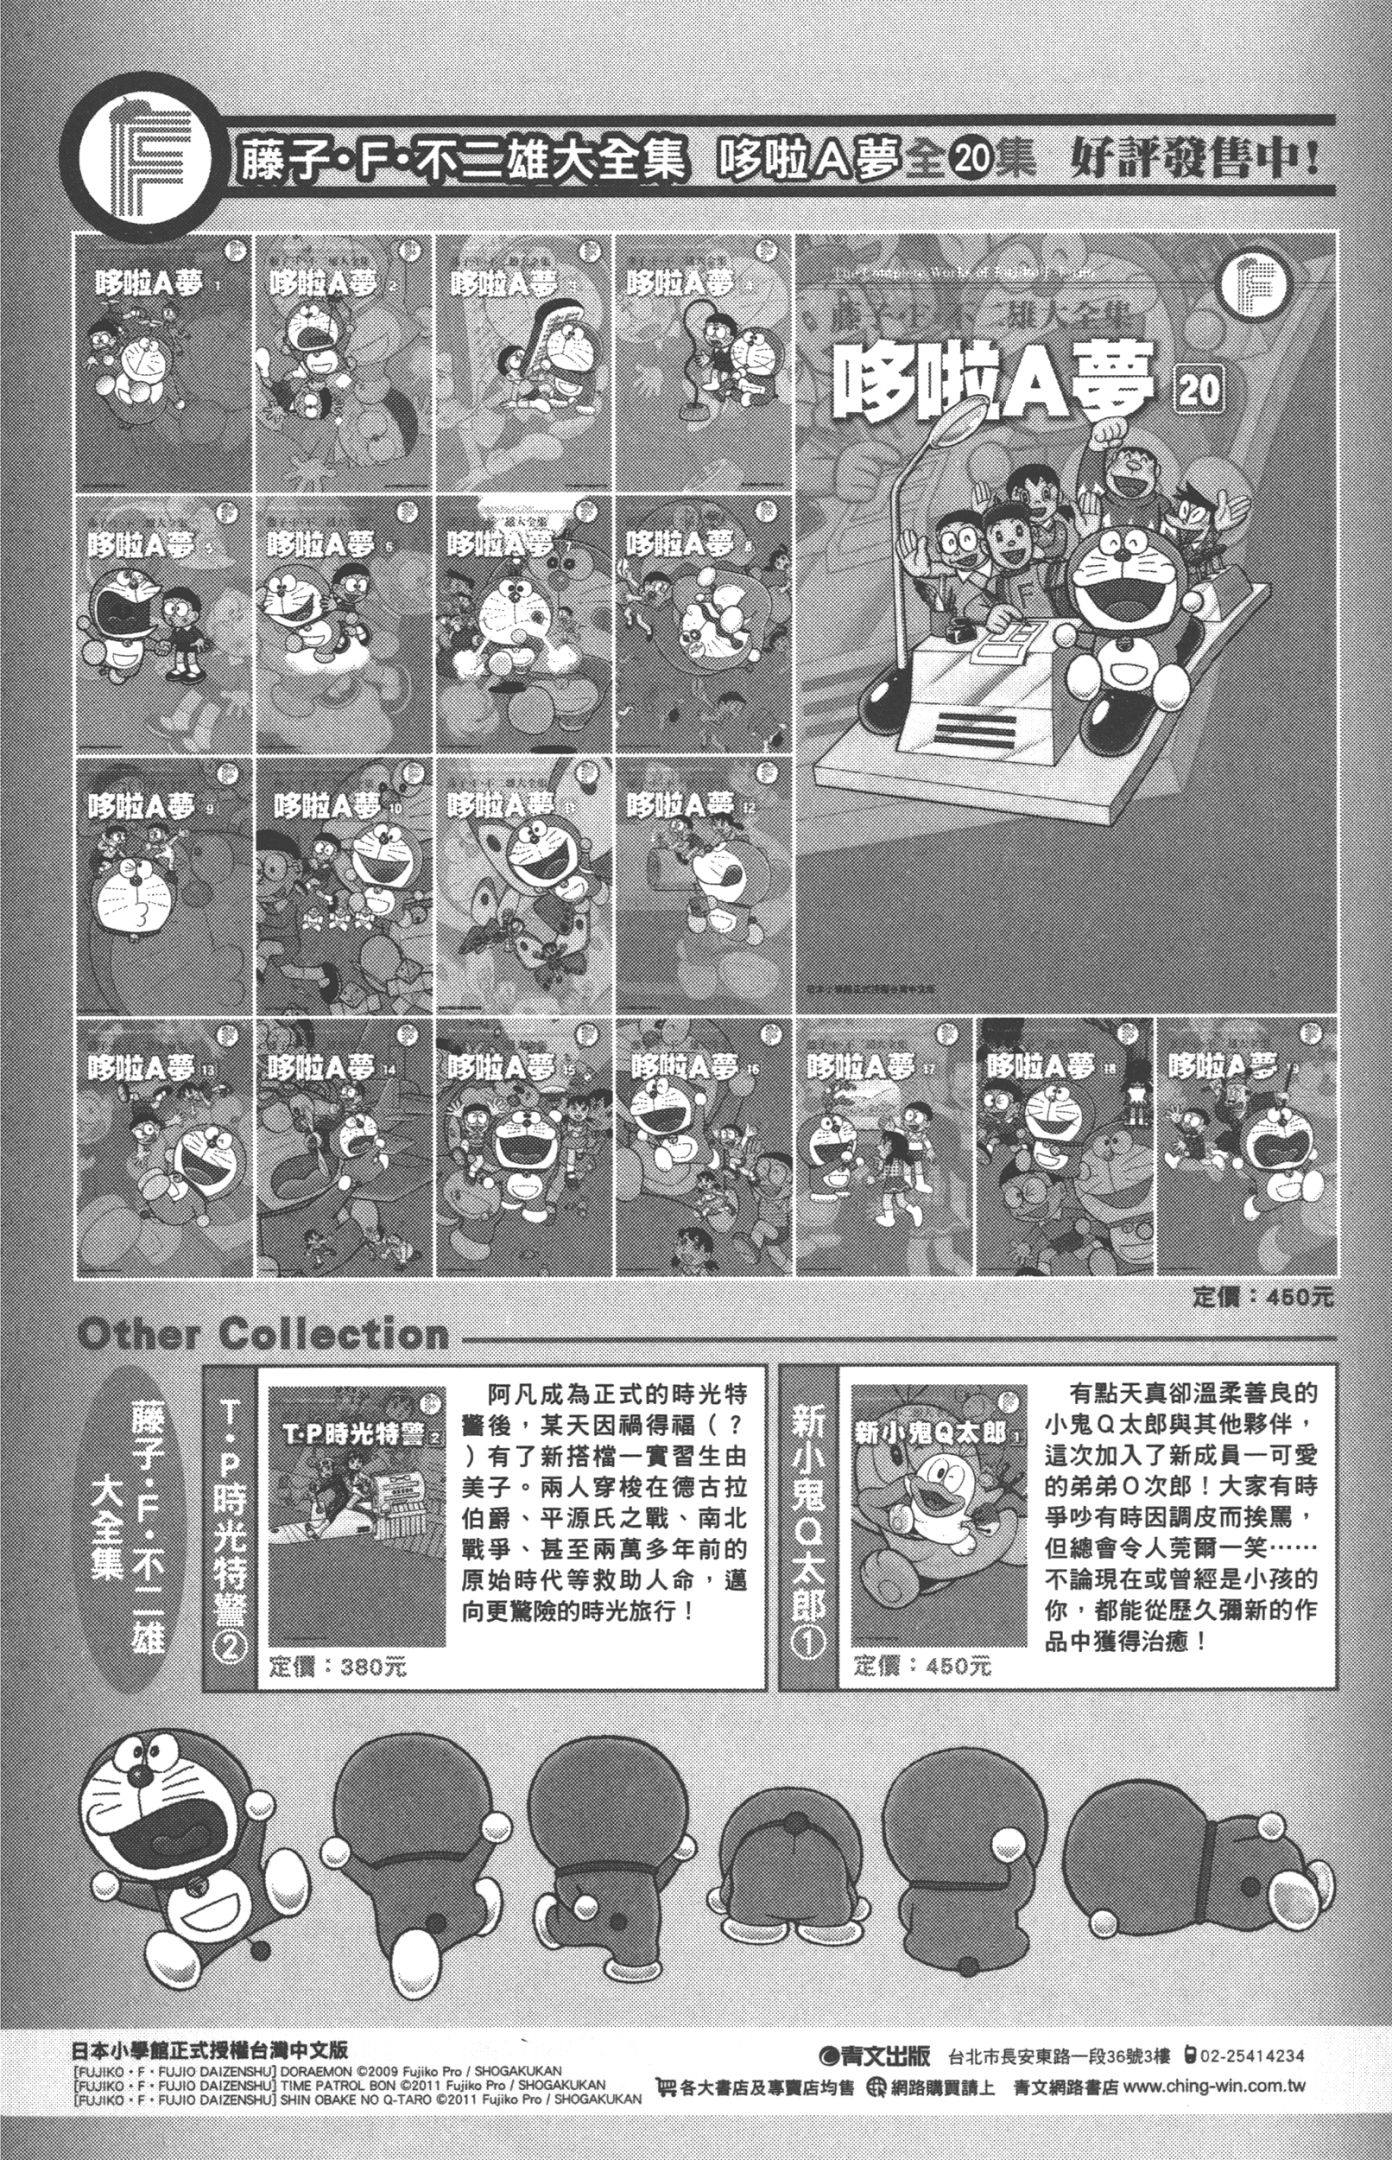 藤子・F・不二雄大全集 哆啦A夢 全20集 好評發售中！
哆啦A夢 1
哆啦A夢 2
哆啦A夢
哆啦A夢 4
The Complete Works of Fujiko F. Fujio
藤子・F・不二雄大全集
哆啦A夢 20
日本小學館正式授權台灣中文版
哆啦A夢 5
哆啦A夢 6
哆啦A夢 7
哆啦A夢 8
哆啦A夢 9
哆啦A夢 10
哆啦A夢 11
哆啦A夢 12
哆啦A夢 13
哆啦A夢 14
哆啦A夢 15
哆啦A夢 16
哆啦A夢 17
哆啦A夢 18
哆啦A夢 19
定價：450元
Other Collection
藤子・F・不二雄
大全集
T・P時光特警②
T・P時光特警 2
定價：380元
阿凡成為正式的時光特
警後，某天因禍得福（？
）有了新搭檔—實習生由
美子。兩人穿梭在德古拉
伯爵、平源氏之戰、南北
戰爭、甚至兩萬多年前的
原始時代等救助人命，邁
向更驚險的時光旅行！
新小鬼Q太郎①
新小鬼Q太郎 1
定價：450元
有點天真卻溫柔善良的
小鬼Q太郎與其他夥伴，
這次加入了新成員—可愛
的弟弟O次郎！大家有時
爭吵有時因調皮而挨罵，
但總會令人莞爾一笑……
不論現在或曾經是小孩的
你，都能從歷久彌新的作
品中獲得治癒！
日本小學館正式授權台灣中文版
[FUJIKO・F・FUJIO DAIZENSHU] DORAEMON ©2009 Fujiko Pro / SHOGAKUKAN
[FUJIKO・F・FUJIO DAIZENSHU] TIME PATROL BON ©2011 Fujiko Pro / SHOGAKUKAN
[FUJIKO・F・FUJIO DAIZENSHU] SHIN OBAKE NO Q-TARO ©2011 Fujiko Pro / SHOGAKUKAN
青文出版 台北市長安東路一段36號3樓 02-25414234
各大書店及專賣店均售 網路購買請上 青文網路書店 www.ching-win.com.tw